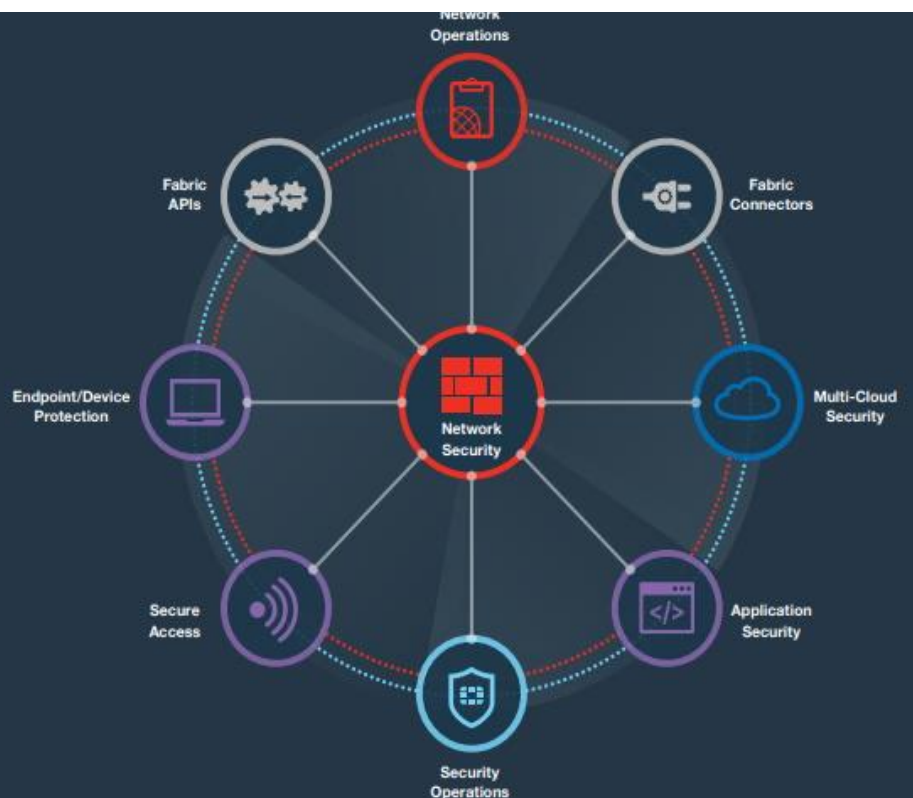 Network
Operations
Fabric
APIs
Fabric
Connectors
Endpoint/Device
Protection
Network
Security
Multi-Cloud
Security
Secure
Access
</>
Application
Security
Security
Operations